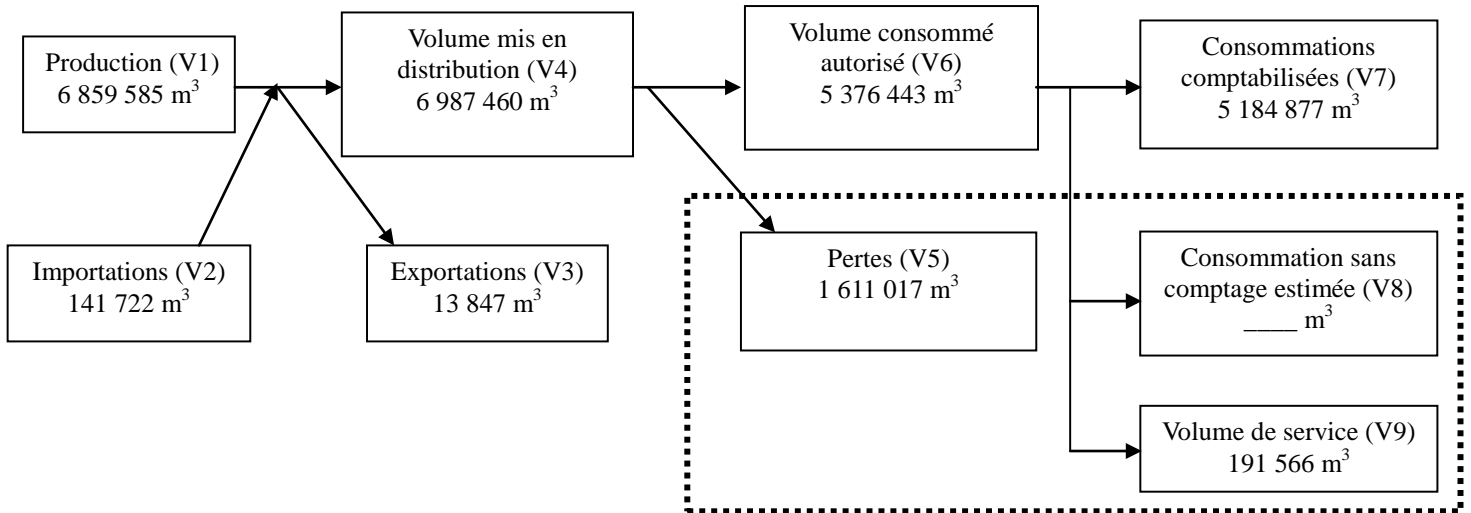 Production (V1)
6 859 585 m³
Volume mis en
distribution (V4)
6 987 460 m³
Volume consommé
autorisé (V6)
5 376 443 m³
Consommations
comptabilisées (V7)
5 184 877 m³
Importations (V2)
141 722 m³
Exportations (V3)
13 847 m³
Pertes (V5)
1 611 017 m³
Consommation sans
comptage estimée (V8)
____ m³
Volume de service (V9)
191 566 m³